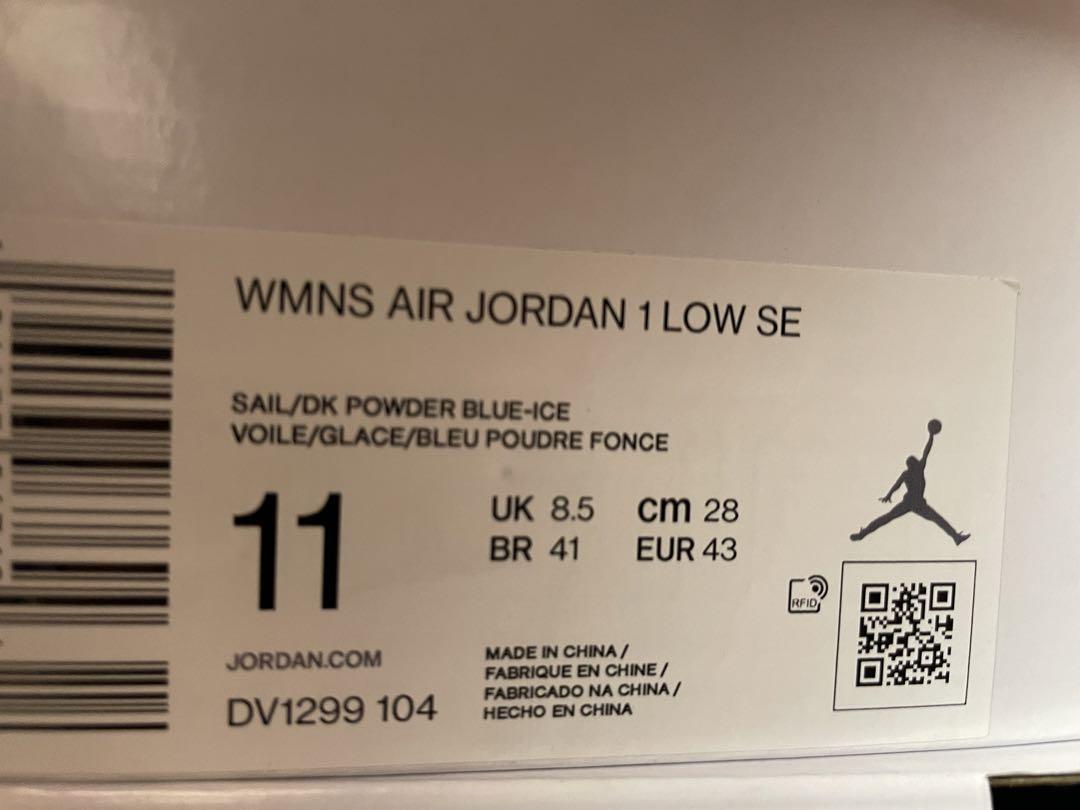 WMNS AIR JORDAN 1 LOW SE
SAIL/DK POWDER BLUE-ICE
VOILE/GLACE/BLEU POUDRE FONCE
11
UK 8.5 cm 28
BR 41 EUR 43
RFID
JORDAN.COM
DV1299 104
MADE IN CHINA /
FABRIQUE EN CHINE /
FABRICADO NA CHINA /
HECHO EN CHINA